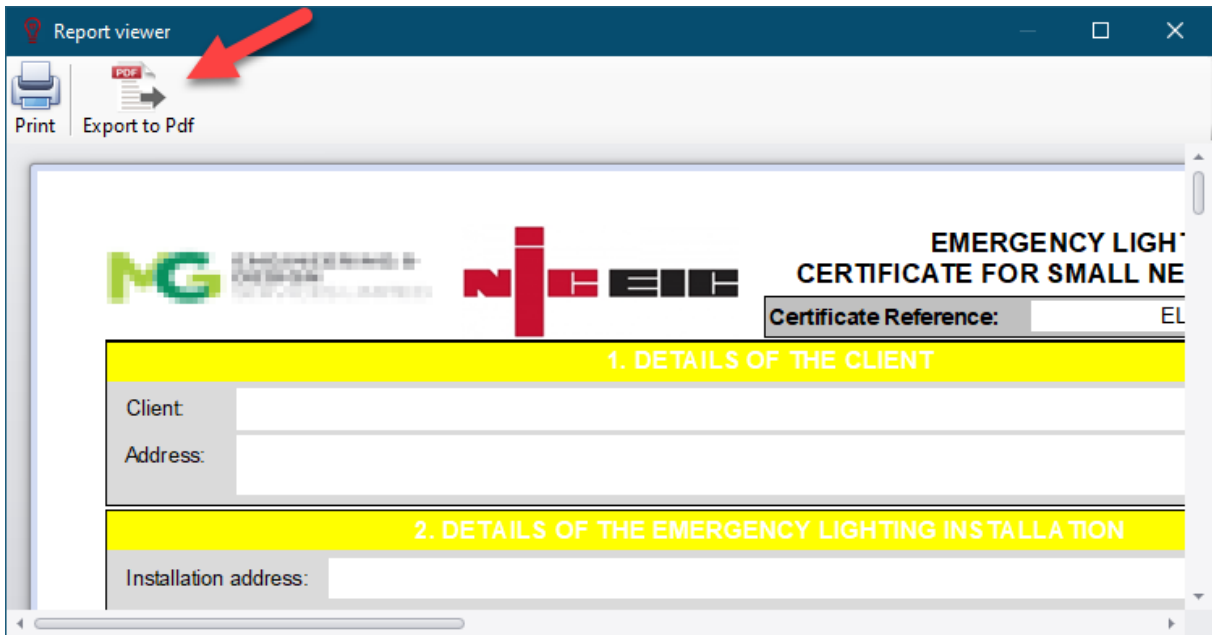 Report viewer
PDF
Print
Export to Pdf
MG
NICEIC
EMERGENCY LIGHT
CERTIFICATE FOR SMALL NE
Certificate Reference:
EL
1. DETAILS OF THE CLIENT
Client:
Address:
2. DETAILS OF THE EMERGENCY LIGHTING INSTALLATION
Installation address: